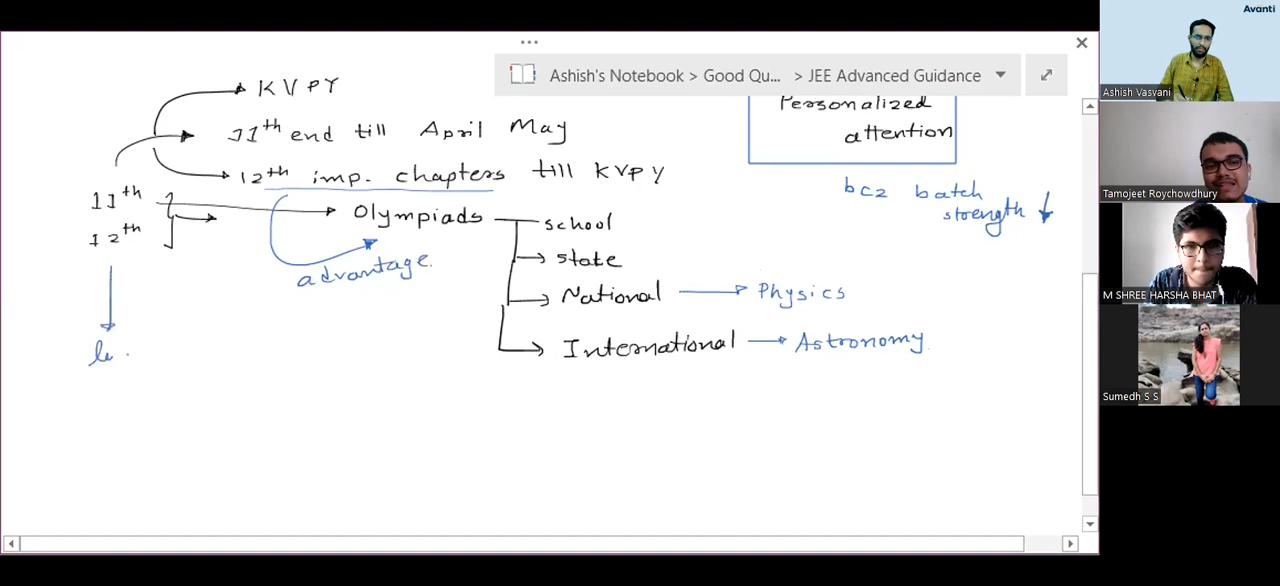 Avanti
Ashish's Notebook > Good Qu... > JEE Advanced Guidance
Ashish Vasvani
KVPY
Personalized
attention
11th end till April May
12th imp. chapters till KVPY
bcz batch
strength ↓
Tamojeet Roychowdhury
11th
12th
Olympiads
school
advantage.
state
National → Physics
M SHREE HARSHA BHAT
International → Astronomy
Sumedh S S